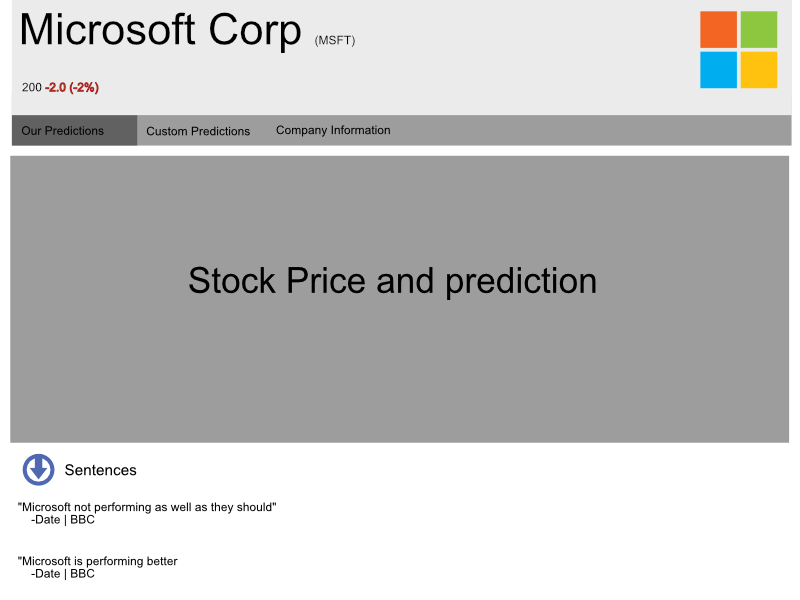 Microsoft Corp (MSFT)
200 -2.0 (-2%)
Our Predictions Custom Predictions Company Information
Stock Price and prediction
Sentences
"Microsoft not performing as well as they should"
-Date | BBC
"Microsoft is performing better
-Date | BBC